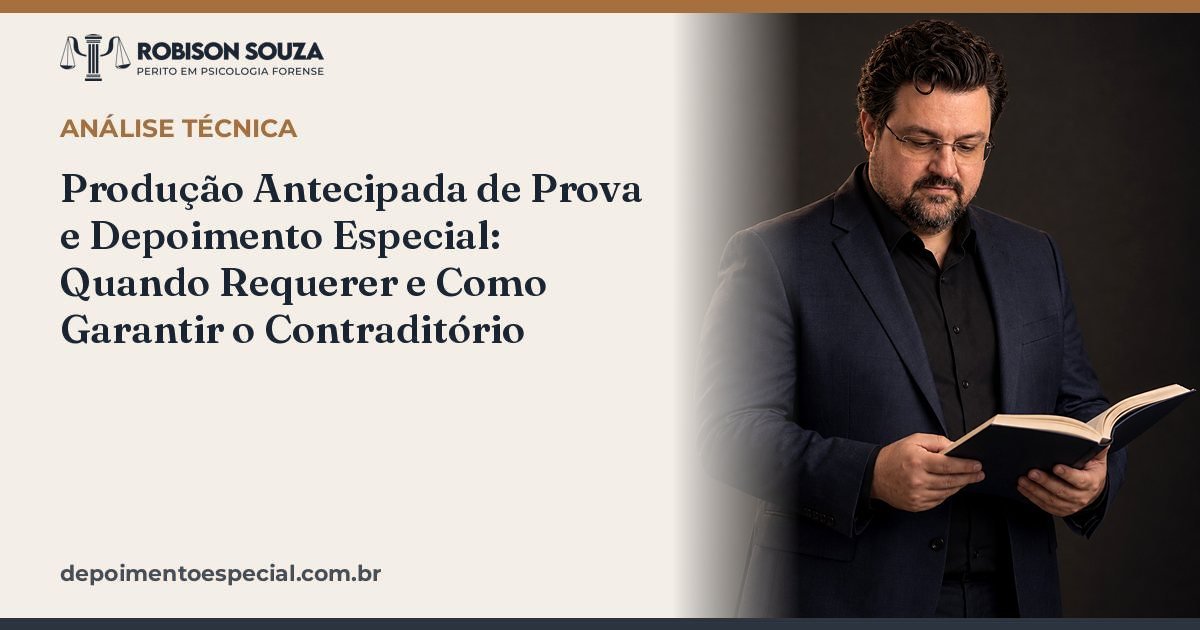 ROBISON SOUZA
PERITO EM PSICOLOGIA FORENSE
ANÁLISE TÉCNICA
Produção Antecipada de Prova
e Depoimento Especial:
Quando Requerer e Como
Garantir o Contraditório
depoimentoespecial.com.br